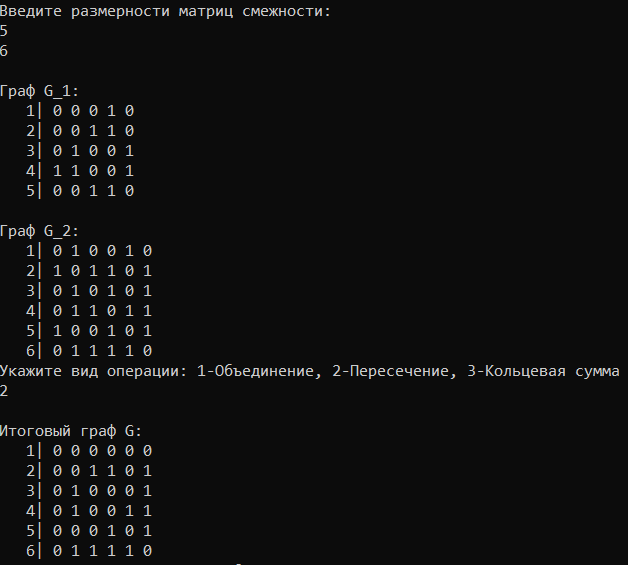 Введите размерности матриц смежности:
5
6
Граф G_1:
1| 0 0 0 1 0
2| 0 0 1 1 0
3| 0 1 0 0 1
4| 1 1 0 0 1
5| 0 0 1 1 0
Граф G_2:
1| 0 1 0 0 1 0
2| 1 0 1 1 0 1
3| 0 1 0 1 0 1
4| 0 1 1 0 1 1
5| 1 0 0 1 0 1
6| 0 1 1 1 1 0
Укажите вид операции: 1-Объединение, 2-Пересечение, 3-Кольцевая сумма
2
Итоговый граф G:
1| 0 0 0 0 0 0
2| 0 0 1 1 0 1
3| 0 1 0 0 0 1
4| 0 1 0 0 1 1
5| 0 0 0 1 0 1
6| 0 1 1 1 1 0